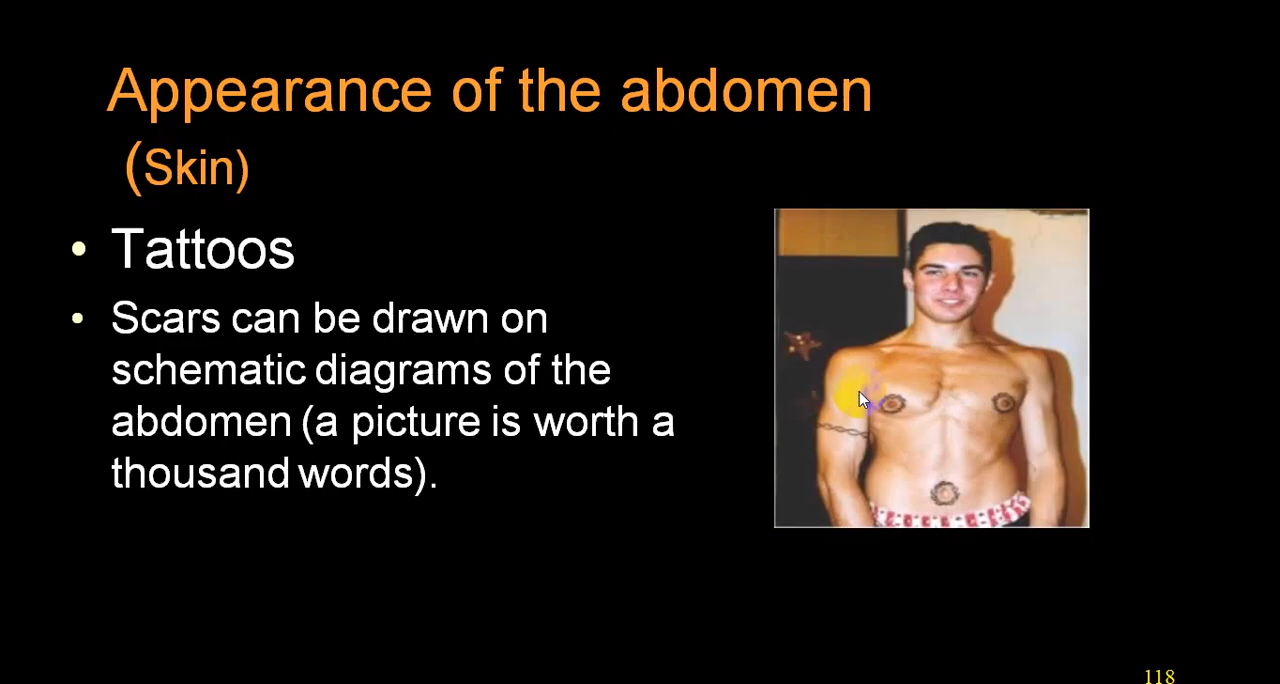 Appearance of the abdomen
(Skin)
• Tattoos
• Scars can be drawn on
schematic diagrams of the
abdomen (a picture is worth a
thousand words).
118